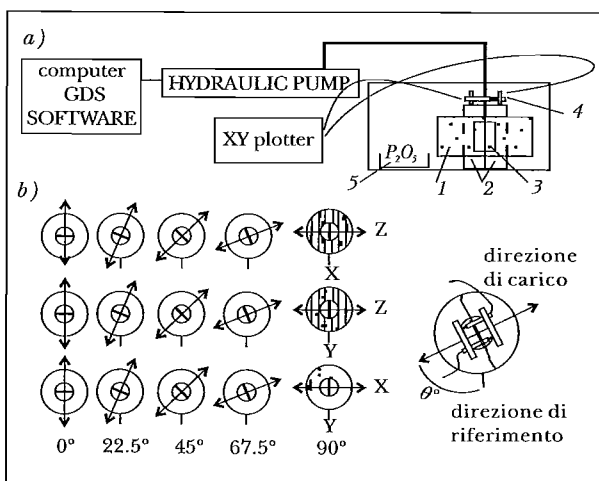 a)
computer
GDS
SOFTWARE
HYDRAULIC PUMP
XY plotter
P₂O₅
1 2 3 4 5
b)
Z
X
Z
Y
X
Y
0° 22.5° 45° 67.5° 90°
direzione
di carico
θ°
direzione di
riferimento